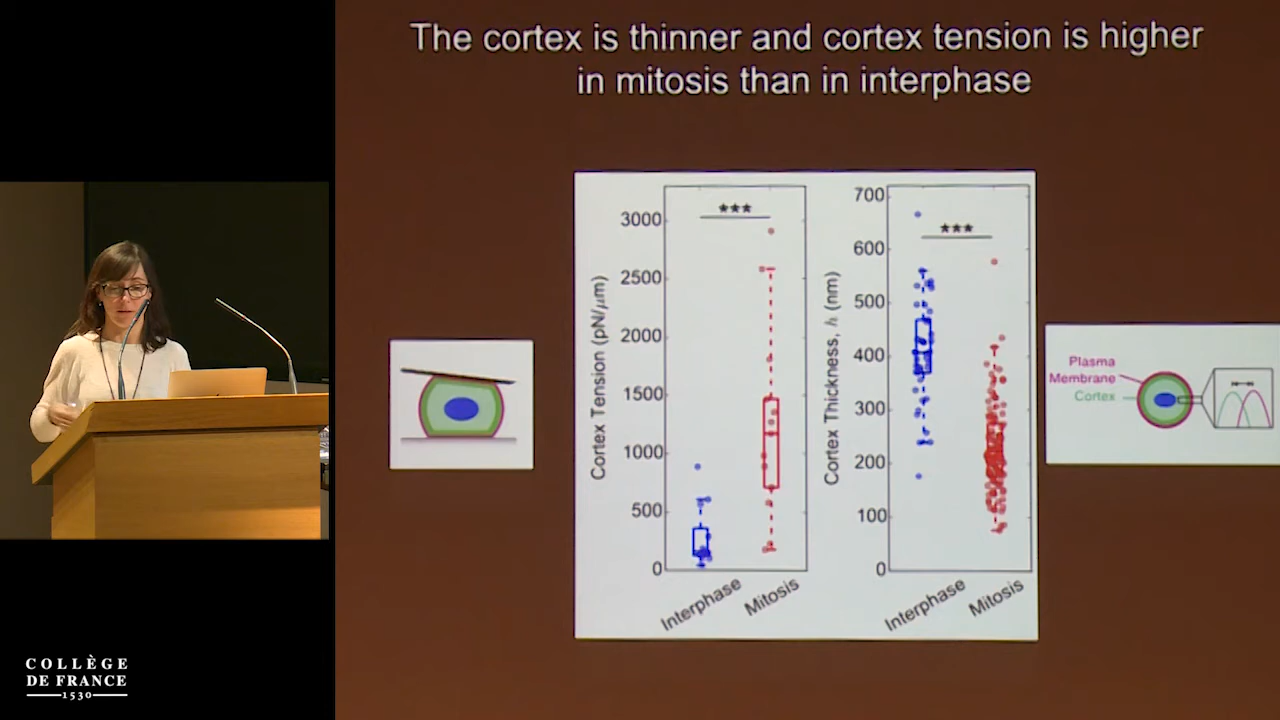 The cortex is thinner and cortex tension is higher
in mitosis than in interphase
Cortex Tension (pN/μm)
3000
2500
2000
1500
1000
500
0
***
Interphase
Mitosis
Cortex Thickness, h (nm)
700
600
500
400
300
200
100
0
***
Interphase
Mitosis
Plasma
Membrane
Cortex
COLLÈGE
DE FRANCE
1530